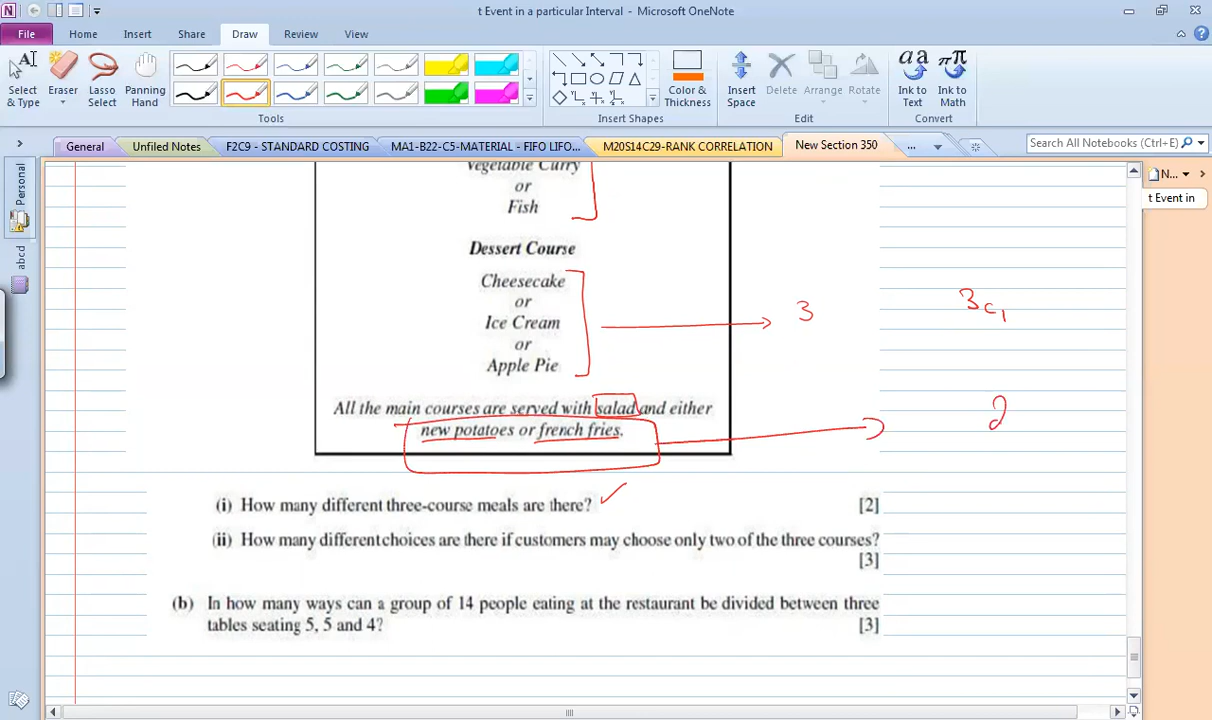 t Event in a particular Interval - Microsoft OneNote
File Home Insert Share Draw Review View
Select & Type
Eraser
Lasso Select
Panning Hand
Color & Thickness
Insert Space
Delete
Arrange
Rotate
Ink to Text
Ink to Math
Tools
Insert Shapes
Edit
Convert
General
Unfiled Notes
F2C9 - STANDARD COSTING
MA1-B22-C5-MATERIAL - FIFO LIFO...
M20S14C29-RANK CORRELATION
New Section 350
...
Search All Notebooks (Ctrl+E)
Personal
abcd
N...
t Event in
Vegetable Curry
or
Fish
Dessert Course
Cheesecake
or
Ice Cream
or
Apple Pie
3
3c1
All the main courses are served with salad and either
new potatoes or french fries.
2
(i) How many different three-course meals are there? [2]
(ii) How many different choices are there if customers may choose only two of the three courses?
[3]
(b) In how many ways can a group of 14 people eating at the restaurant be divided between three
tables seating 5, 5 and 4? [3]